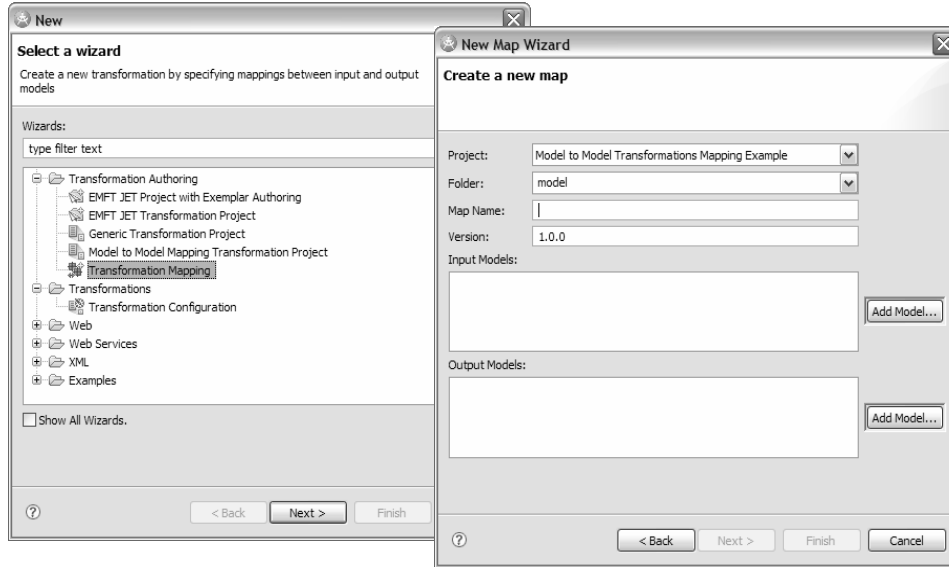 New
Select a wizard
Create a new transformation by specifying mappings between input and output
models
Wizards:
type filter text
Transformation Authoring
EMFT JET Project with Exemplar Authoring
EMFT JET Transformation Project
Generic Transformation Project
Model to Model Mapping Transformation Project
Transformation Mapping
Transformations
Transformation Configuration
Web
Web Services
XML
Examples
Show All Wizards.
< Back Next > Finish
New Map Wizard
Create a new map
Project: Model to Model Transformations Mapping Example
Folder: model
Map Name:
Version: 1.0.0
Input Models:
Add Model...
Output Models:
Add Model...
< Back Next > Finish Cancel